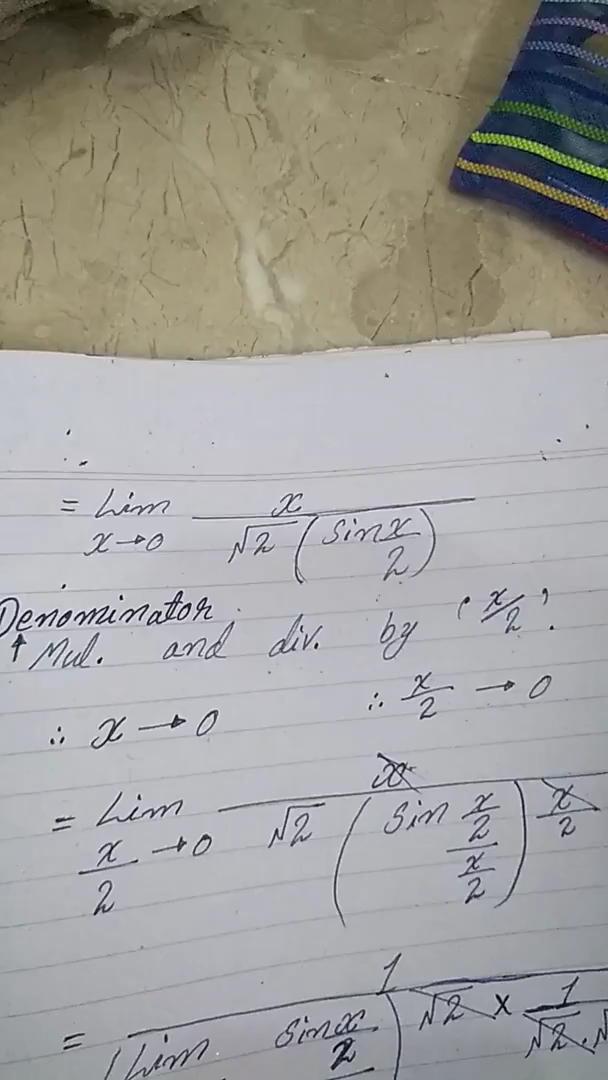 = Lim x
x→0 √2 (Sin x/2)
Denominator
↑ Mul. and div. by ‘x/2’.
∴ x → 0 ∴ x/2 → 0
= Lim x
x/2 → 0 √2 (Sin x/2 / x/2) x/2
1
= (Lim Sin x/2) √2 × 1/√2.√